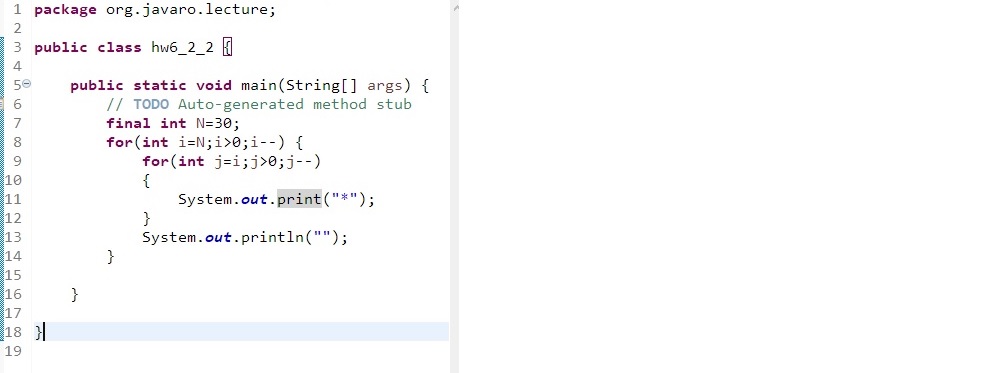 1 package org.javaro.lecture;
2
3 public class hw6_2_2 {
4
5 public static void main(String[] args) {
6 // TODO Auto-generated method stub
7 final int N=30;
8 for(int i=N;i>0;i--) {
9 for(int j=i;j>0;j--)
10 {
11 System.out.print("*");
12 }
13 System.out.println("");
14 }
15
16 }
17
18 }
19